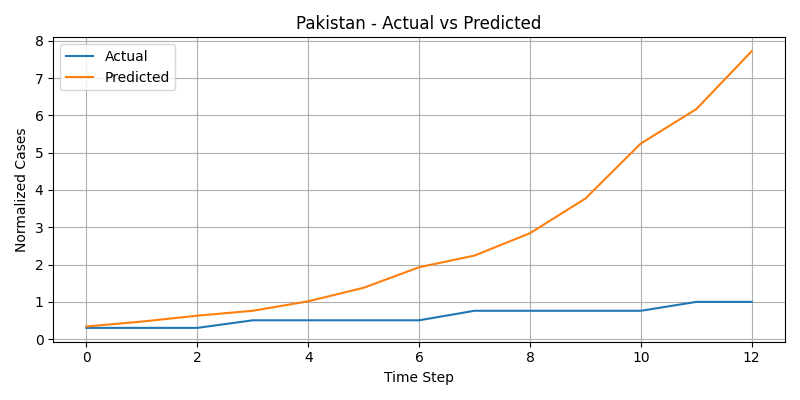 Pakistan - Actual vs Predicted
Actual
Predicted
Normalized Cases
8
7
6
5
4
3
2
1
0
0 2 4 6 8 10 12
Time Step